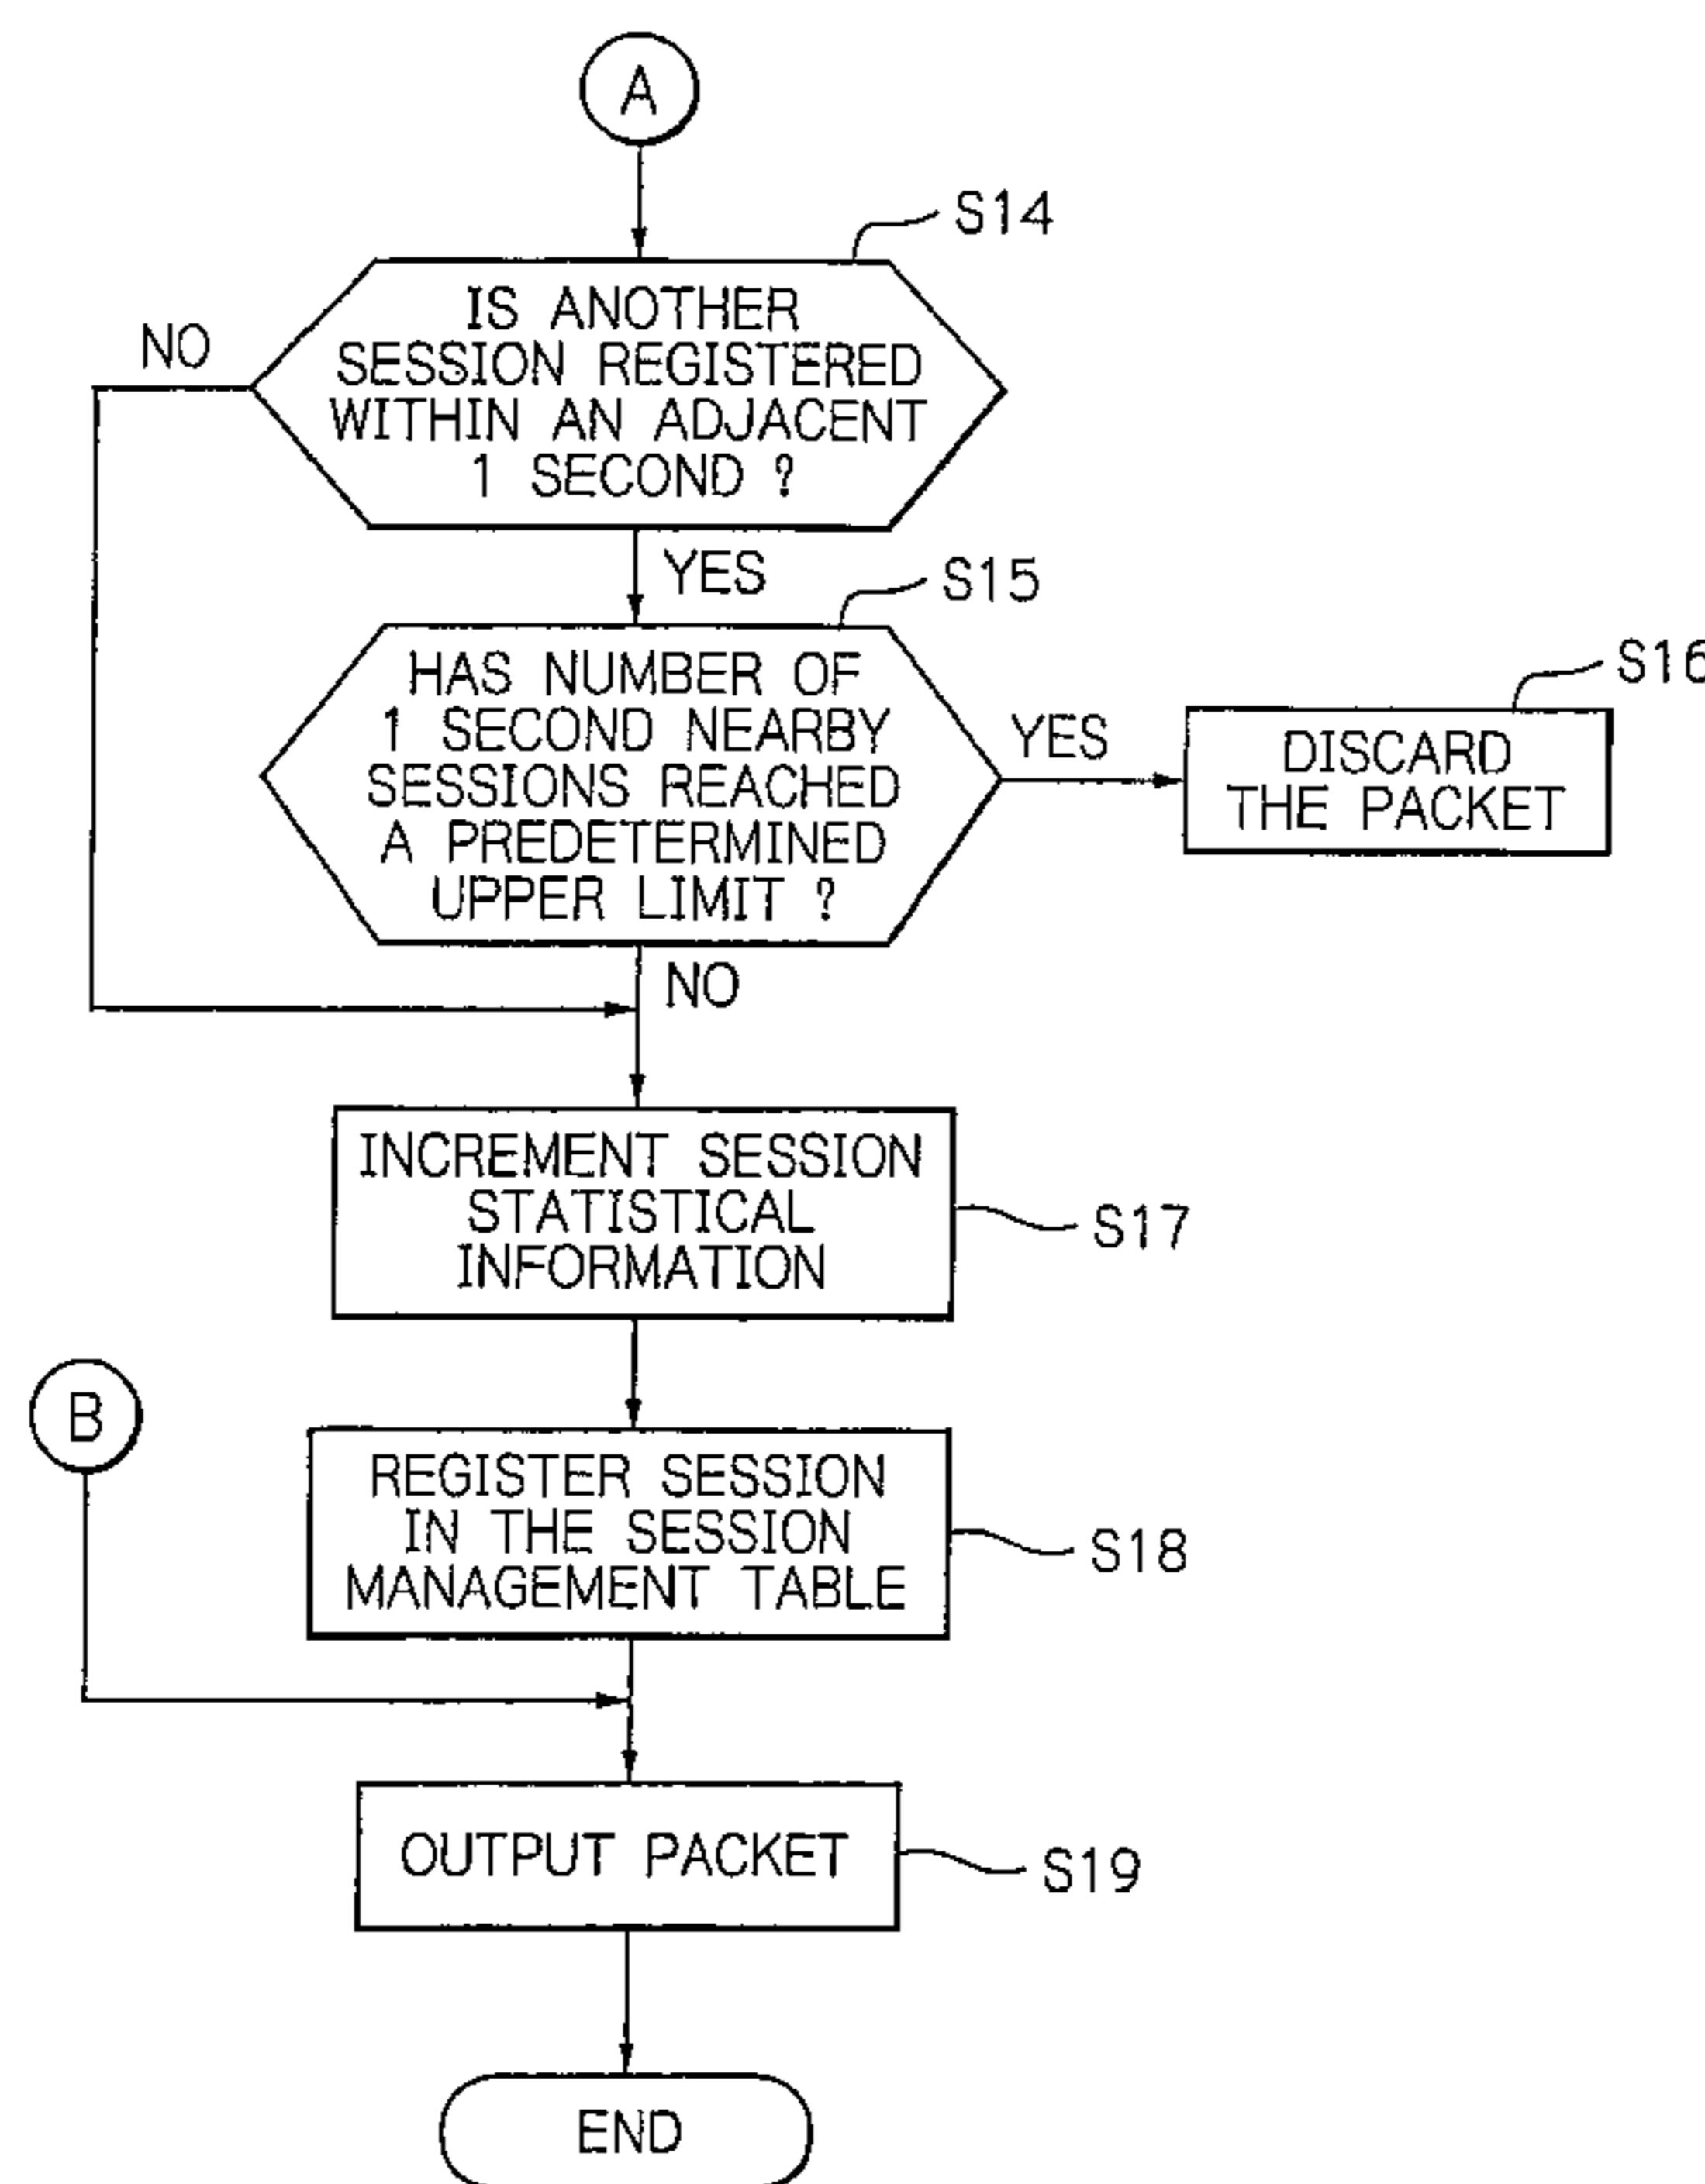 A
S14
IS ANOTHER
SESSION REGISTERED
WITHIN AN ADJACENT
1 SECOND ?
NO
YES
S15
HAS NUMBER OF
1 SECOND NEARBY
SESSIONS REACHED
A PREDETERMINED
UPPER LIMIT ?
YES
S16
DISCARD
THE PACKET
NO
INCREMENT SESSION
STATISTICAL
INFORMATION
S17
B
REGISTER SESSION
IN THE SESSION
MANAGEMENT TABLE
S18
OUTPUT PACKET
S19
END